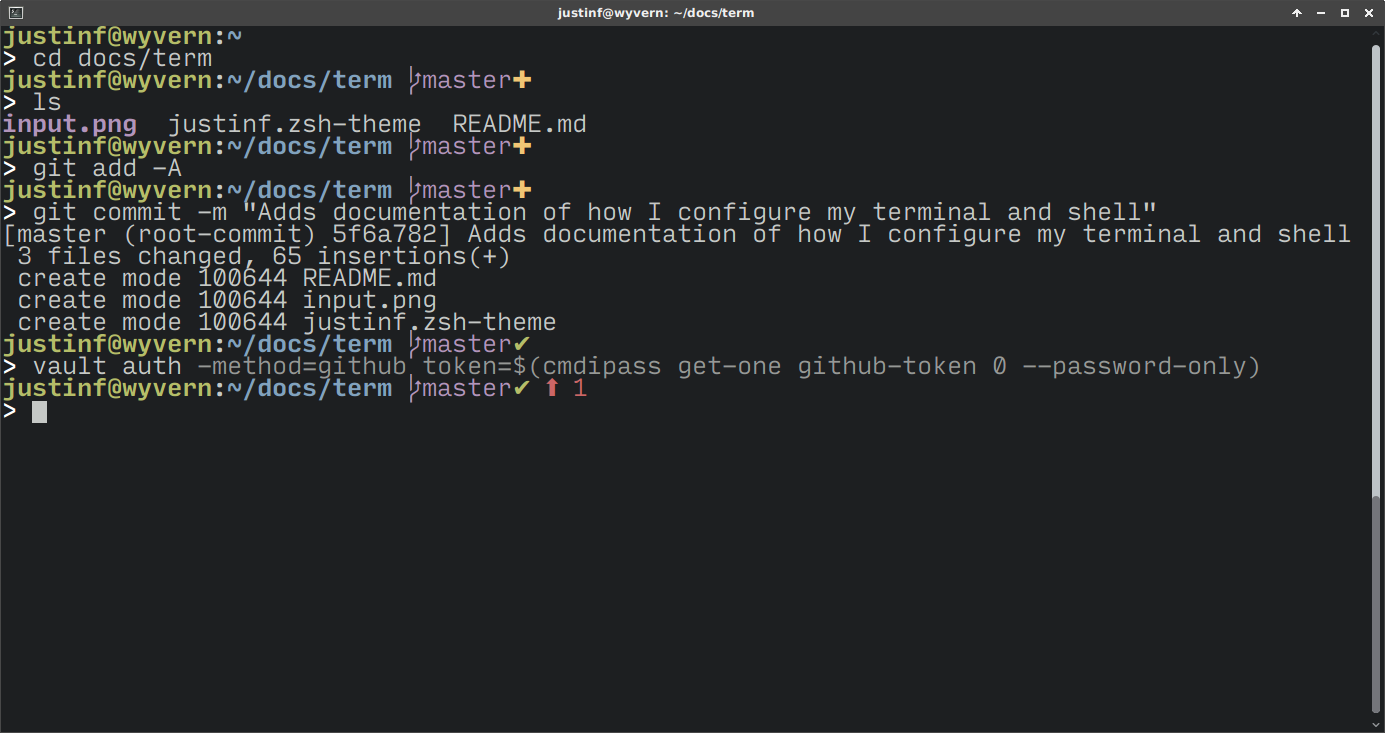 justinf@wyvern: ~/docs/term
justinf@wyvern:~
> cd docs/term
justinf@wyvern:~/docs/term master✚
> ls
input.png  justinf.zsh-theme  README.md
justinf@wyvern:~/docs/term master✚
> git add -A
justinf@wyvern:~/docs/term master✚
> git commit -m "Adds documentation of how I configure my terminal and shell"
[master (root-commit) 5f6a782] Adds documentation of how I configure my terminal and shell
 3 files changed, 65 insertions(+)
 create mode 100644 README.md
 create mode 100644 input.png
 create mode 100644 justinf.zsh-theme
justinf@wyvern:~/docs/term master✔
> vault auth -method=github token=$(cmdipass get-one github-token 0 --password-only)
justinf@wyvern:~/docs/term master✔ ⬆ 1
>